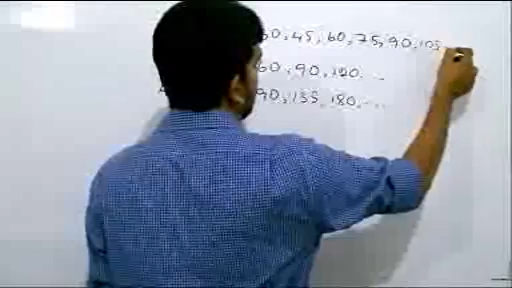 30, 45, 60, 75, 90, 105
60, 90, 120, ...
90, 135, 180, ...